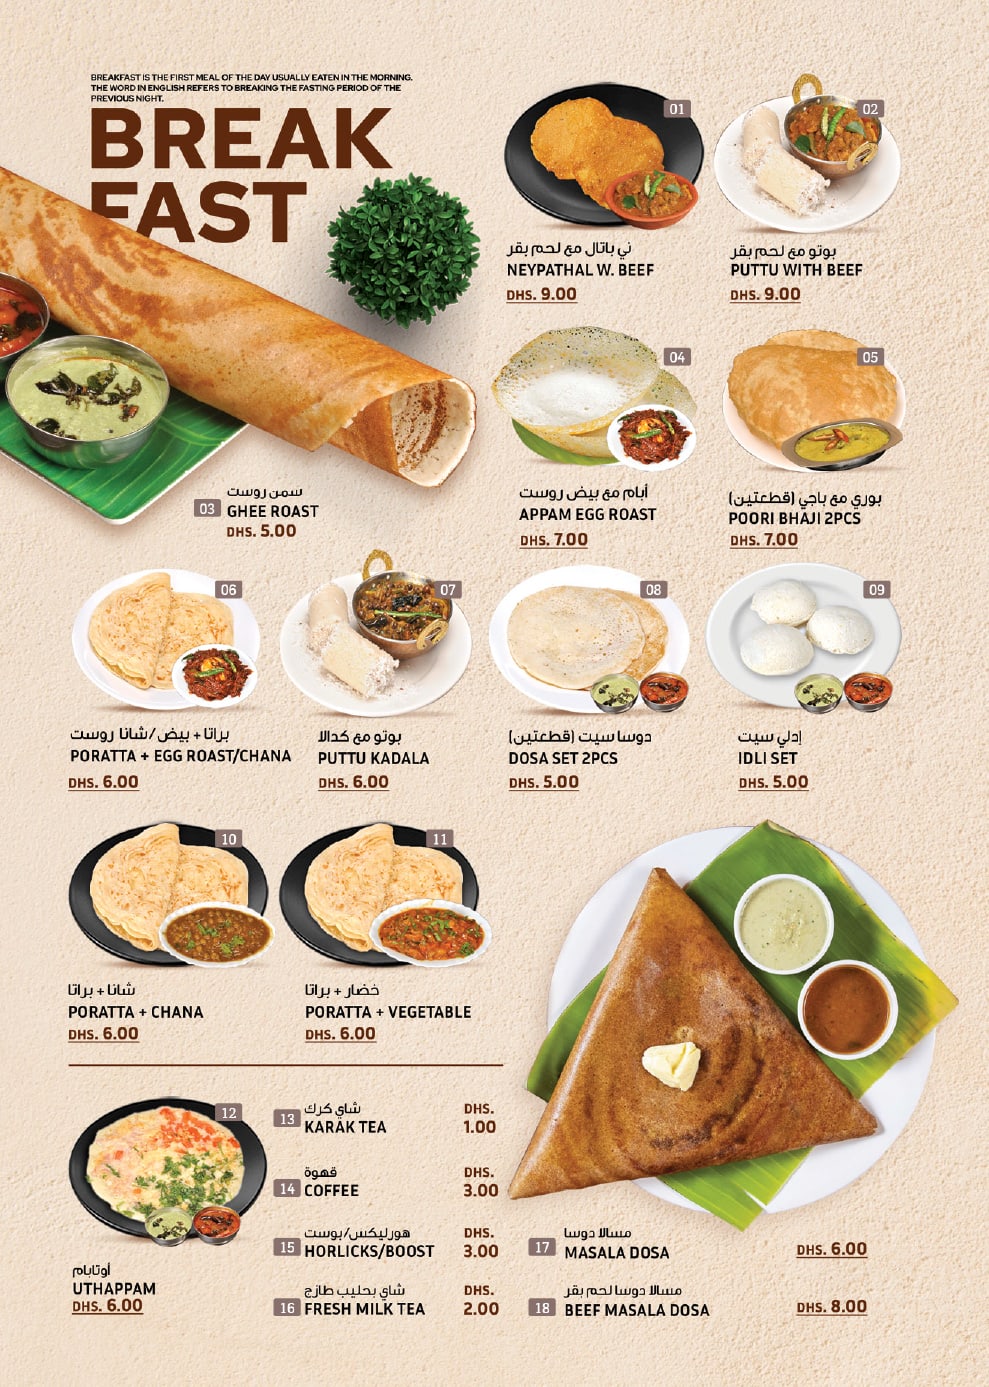 BREAKFAST IS THE FIRST MEAL OF THE DAY USUALLY EATEN IN THE MORNING.
THE WORD IN ENGLISH REFERS TO BREAKING THE FASTING PERIOD OF THE
PREVIOUS NIGHT.
BREAK
FAST
01
ني باتال مع لحم بقر
NEYPATHAL W. BEEF
DHS. 9.00
02
بوتو مع لحم بقر
PUTTU WITH BEEF
DHS. 9.00
03
سمن روست
GHEE ROAST
DHS. 5.00
04
أبام مع بيض روست
APPAM EGG ROAST
DHS. 7.00
05
بوري مع باجي (قطعتين)
POORI BHAJI 2PCS
DHS. 7.00
06
براتا + بيض/شانا روست
PORATTA + EGG ROAST/CHANA
DHS. 6.00
07
بوتو مع كدالا
PUTTU KADALA
DHS. 6.00
08
دوسا سيت (قطعتين)
DOSA SET 2PCS
DHS. 5.00
09
إدلي سيت
IDLI SET
DHS. 5.00
10
شانا + براتا
PORATTA + CHANA
DHS. 6.00
11
خضار + براتا
PORATTA + VEGETABLE
DHS. 6.00
12
أوتابام
UTHAPPAM
DHS. 6.00
13
شاي كرك
KARAK TEA
DHS.
1.00
14
قهوة
COFFEE
DHS.
3.00
15
هورليكس/بوست
HORLICKS/BOOST
DHS.
3.00
16
شاي بحليب طازج
FRESH MILK TEA
DHS.
2.00
17
مسالا دوسا
MASALA DOSA
DHS. 6.00
18
مسالا دوسا لحم بقر
BEEF MASALA DOSA
DHS. 8.00